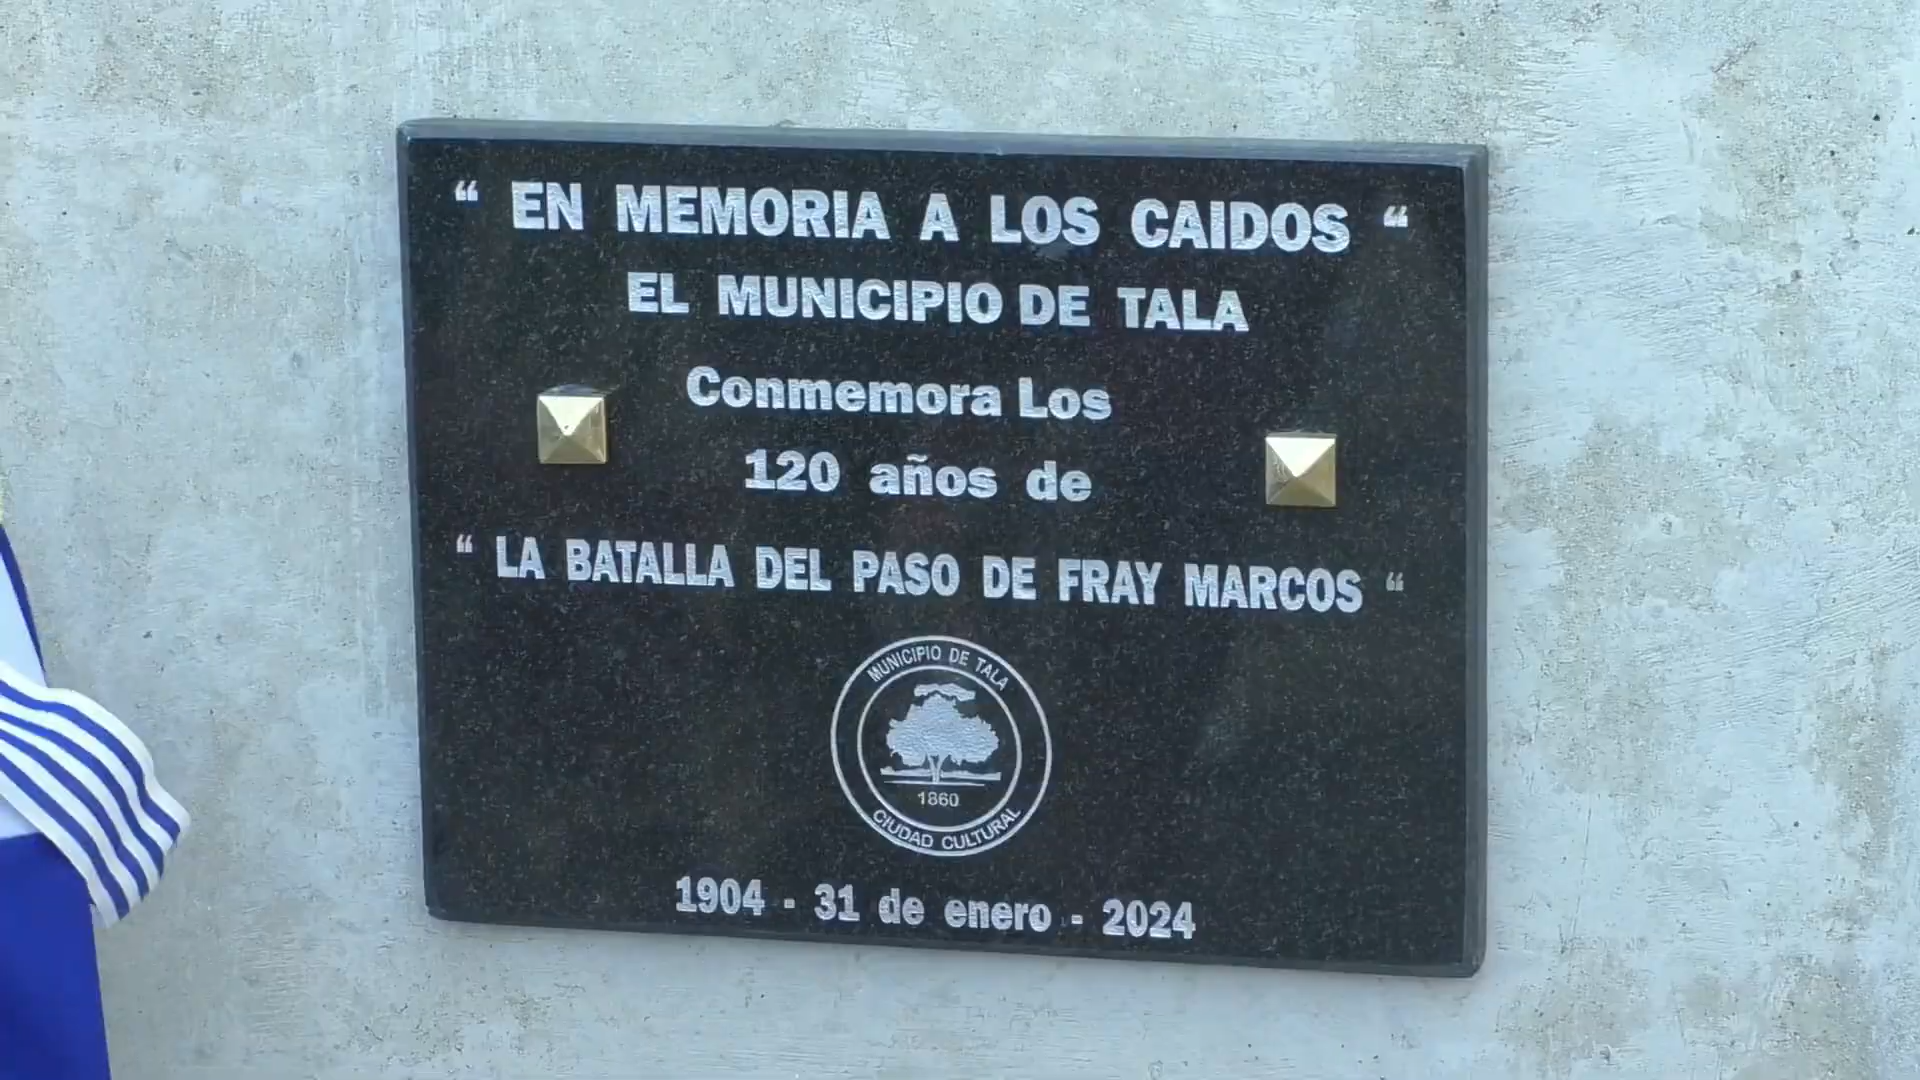 “ EN MEMORIA A LOS CAIDOS “
EL MUNICIPIO DE TALA
Conmemora Los
120 años de
“ LA BATALLA DEL PASO DE FRAY MARCOS “
MUNICIPIO DE TALA
1860
CIUDAD CULTURAL
1904 - 31 de enero - 2024